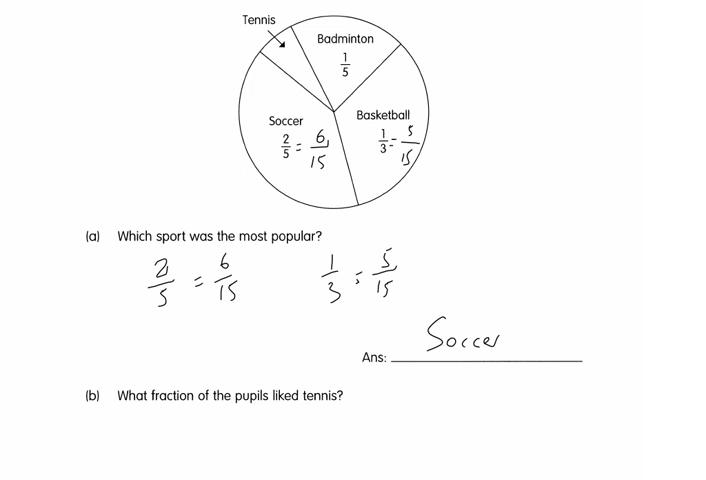 Tennis
Badminton
1/5
Soccer
2/5 = 6/15
Basketball
1/3 = 5/15
(a) Which sport was the most popular?
2/5 = 6/15 1/3 = 5/15
Soccer
Ans:
(b) What fraction of the pupils liked tennis?